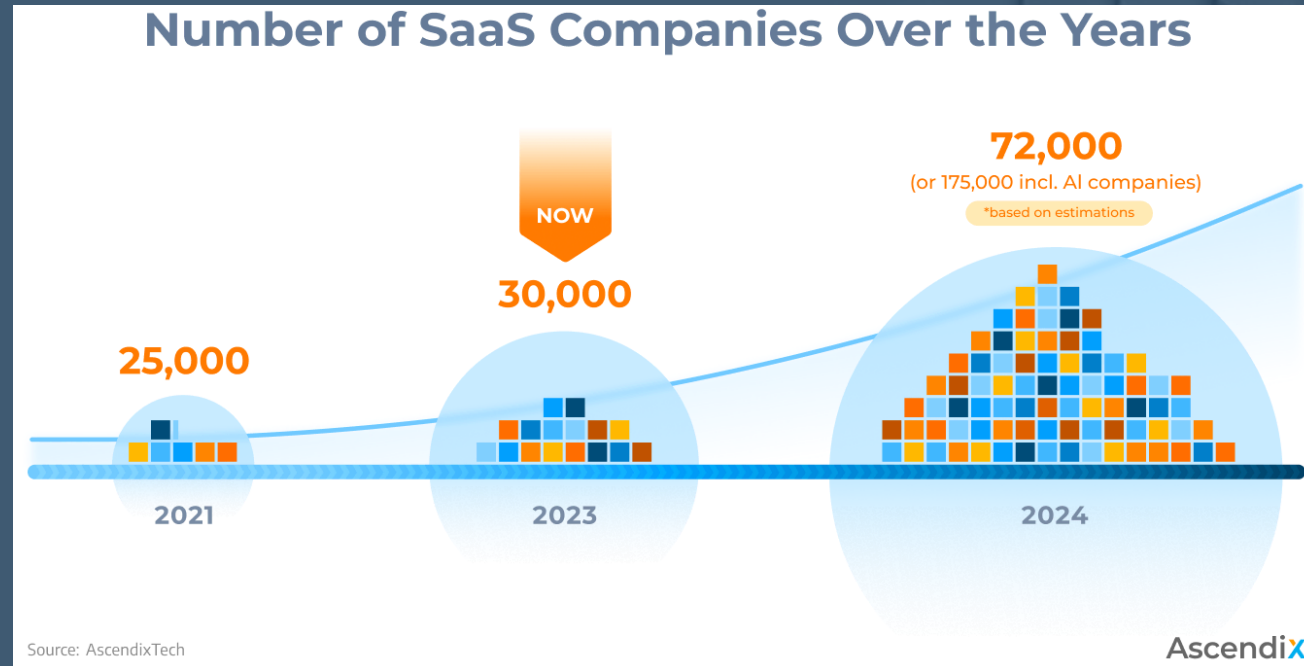 Number of SaaS Companies Over the Years
72,000
(or 175,000 incl. AI companies)
*based on estimations
NOW
30,000
25,000
2021
2023
2024
Source: AscendixTech
Ascendix